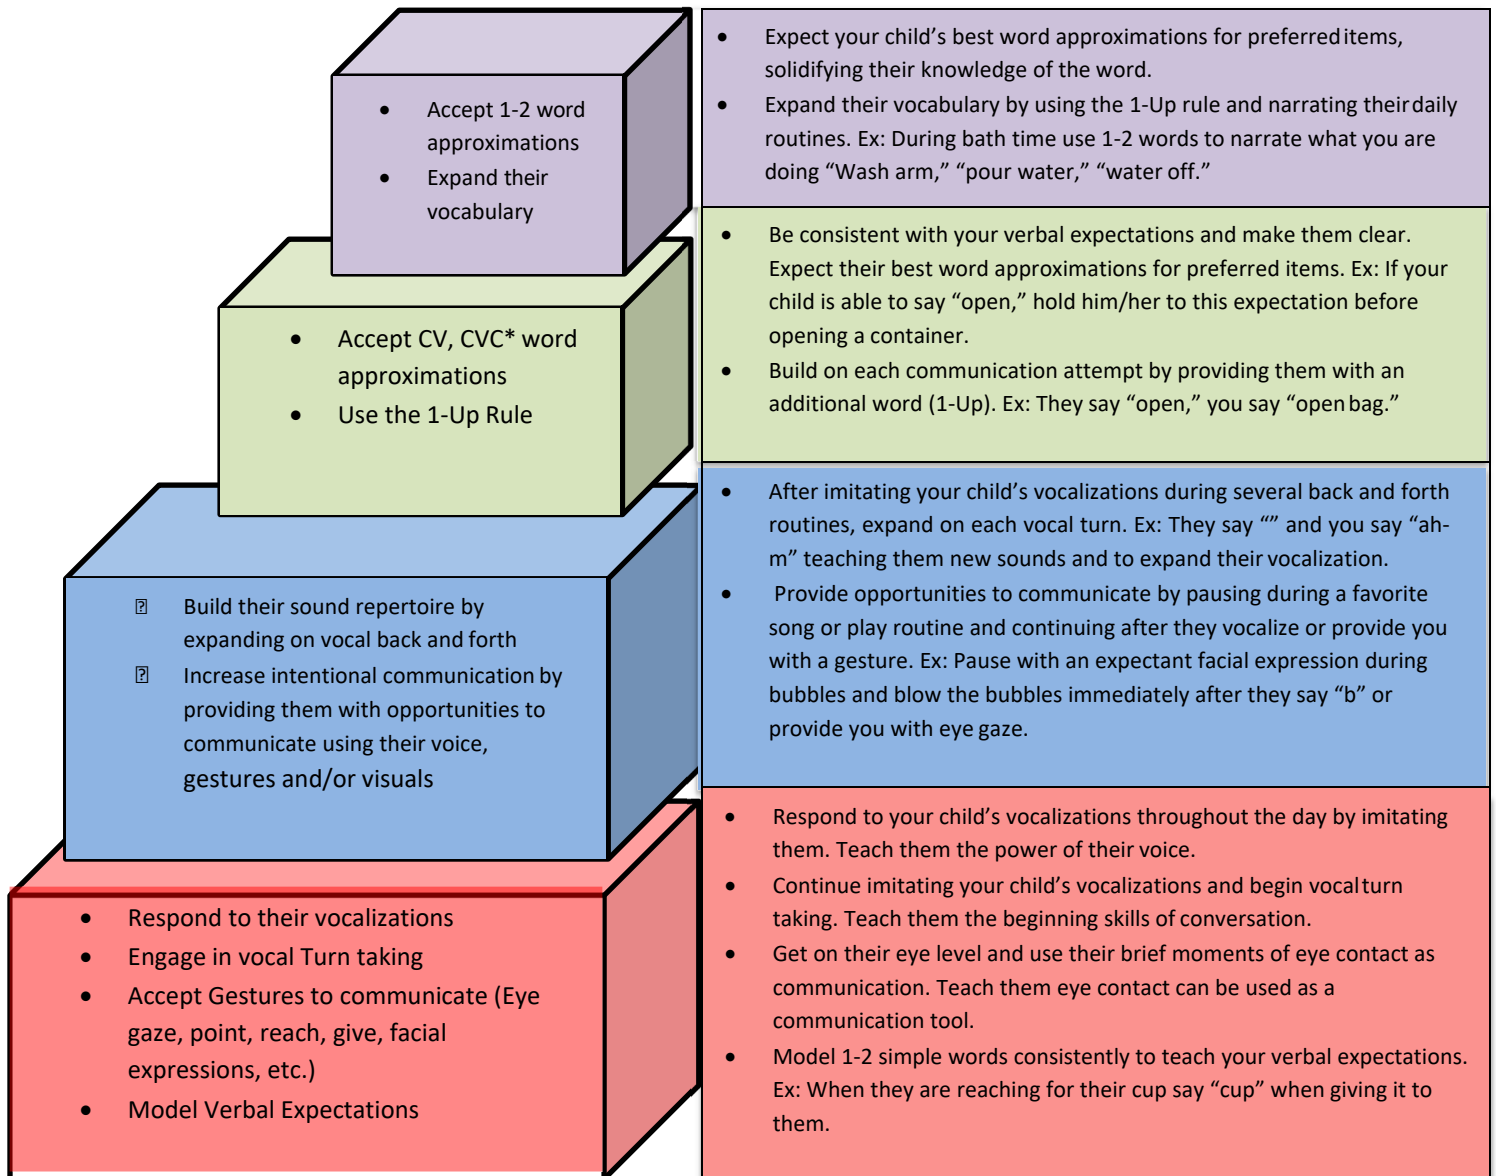 • Accept 1-2 word
approximations
• Expand their
vocabulary
• Expect your child’s best word approximations for preferred items,
solidifying their knowledge of the word.
• Expand their vocabulary by using the 1-Up rule and narrating their daily
routines. Ex: During bath time use 1-2 words to narrate what you are
doing “Wash arm,” “pour water,” “water off.”
• Accept CV, CVC* word
approximations
• Use the 1-Up Rule
• Be consistent with your verbal expectations and make them clear.
Expect their best word approximations for preferred items. Ex: If your
child is able to say “open,” hold him/her to this expectation before
opening a container.
• Build on each communication attempt by providing them with an
additional word (1-Up). Ex: They say “open,” you say “open bag.”
Build their sound repertoire by
expanding on vocal back and forth
Increase intentional communication by
providing them with opportunities to
communicate using their voice,
gestures and/or visuals
• After imitating your child’s vocalizations during several back and forth
routines, expand on each vocal turn. Ex: They say “” and you say “ah-
m” teaching them new sounds and to expand their vocalization.
• Provide opportunities to communicate by pausing during a favorite
song or play routine and continuing after they vocalize or provide you
with a gesture. Ex: Pause with an expectant facial expression during
bubbles and blow the bubbles immediately after they say “b” or
provide you with eye gaze.
• Respond to their vocalizations
• Engage in vocal Turn taking
• Accept Gestures to communicate (Eye
gaze, point, reach, give, facial
expressions, etc.)
• Model Verbal Expectations
• Respond to your child’s vocalizations throughout the day by imitating
them. Teach them the power of their voice.
• Continue imitating your child’s vocalizations and begin vocal turn
taking. Teach them the beginning skills of conversation.
• Get on their eye level and use their brief moments of eye contact as
communication. Teach them eye contact can be used as a
communication tool.
• Model 1-2 simple words consistently to teach your verbal expectations.
Ex: When they are reaching for their cup say “cup” when giving it to
them.